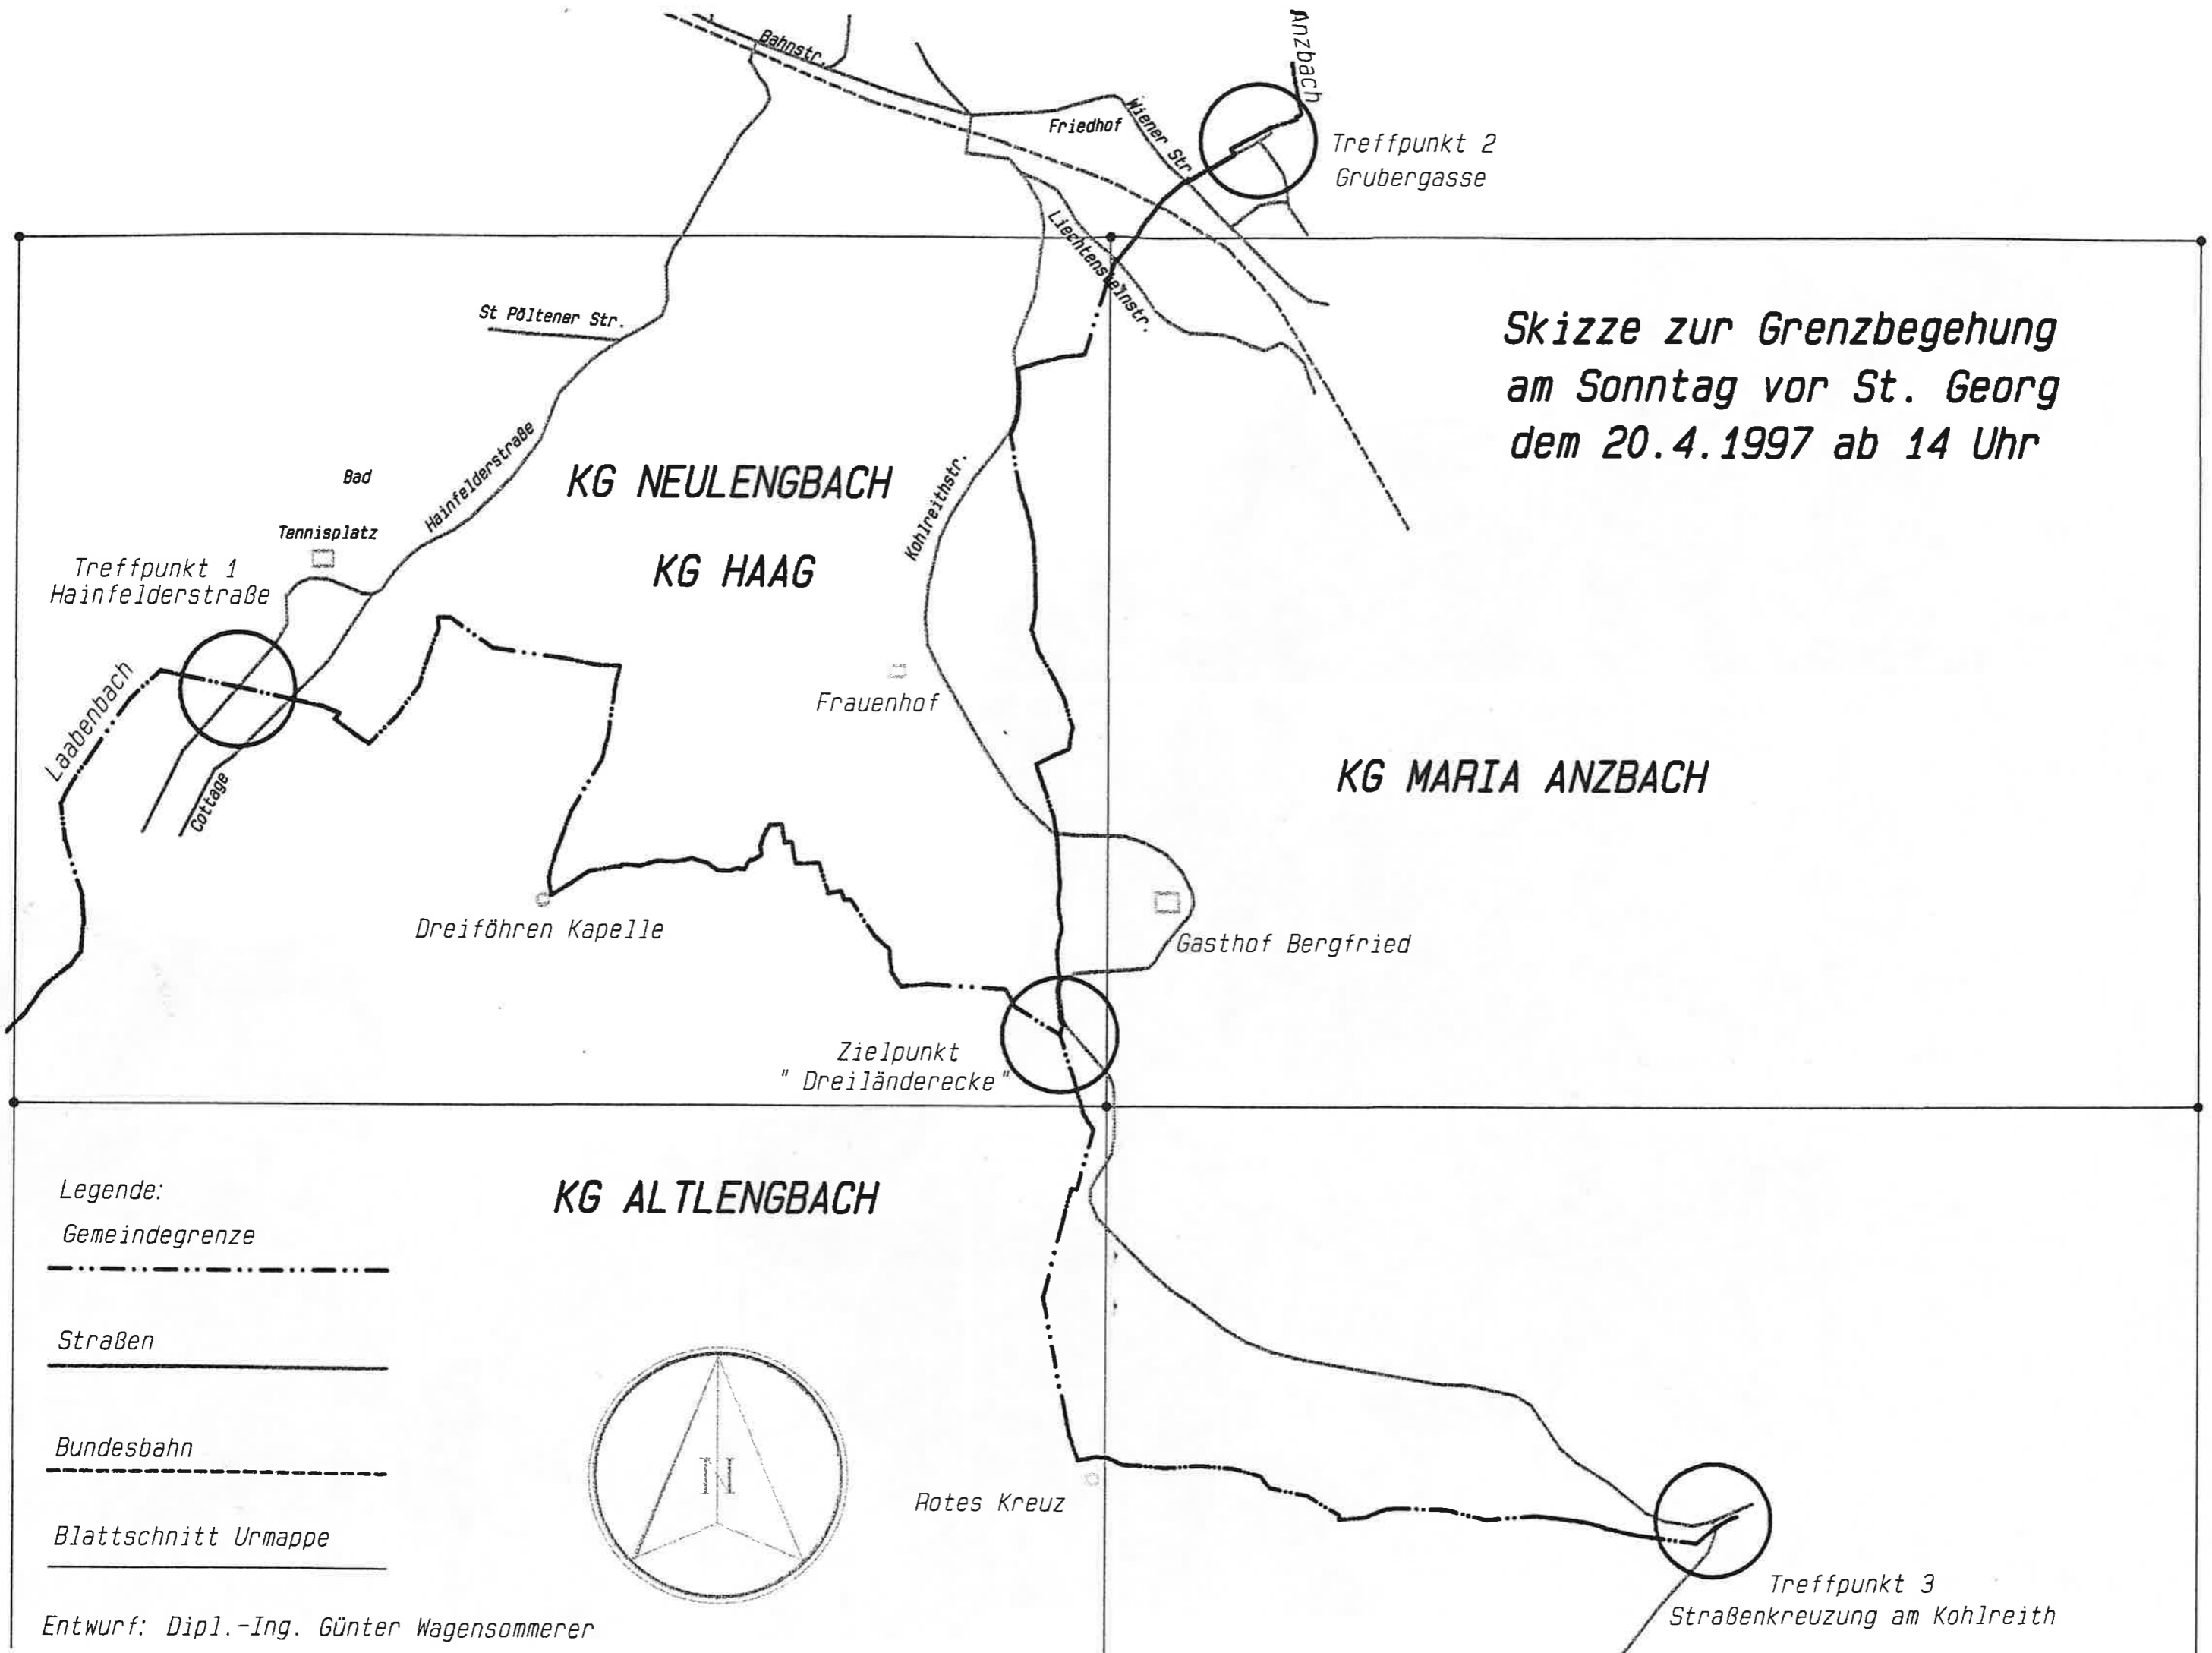 Bahnstr.
Anzbach
Friedhof
Wiener Str
Treffpunkt 2
Grubergasse
Liechtensteinstr.
St Pöltener Str.
Skizze zur Grenzbegehung
am Sonntag vor St. Georg
dem 20.4.1997 ab 14 Uhr
Hainfelderstraße
Bad
Tennisplatz
KG NEULENGBACH
KG HAAG
Kohlreithstr.
Treffpunkt 1
Hainfelderstraße
Laabenbach
Cottage
Frauenhof
KG MARIA ANZBACH
Dreiföhren Kapelle
Gasthof Bergfried
Zielpunkt
" Dreiländerecke "
KG ALTLENGBACH
Legende:
Gemeindegrenze
Straßen
Bundesbahn
Blattschnitt Urmappe
N
Rotes Kreuz
Treffpunkt 3
Straßenkreuzung am Kohlreith
Entwurf: Dipl.-Ing. Günter Wagensommerer